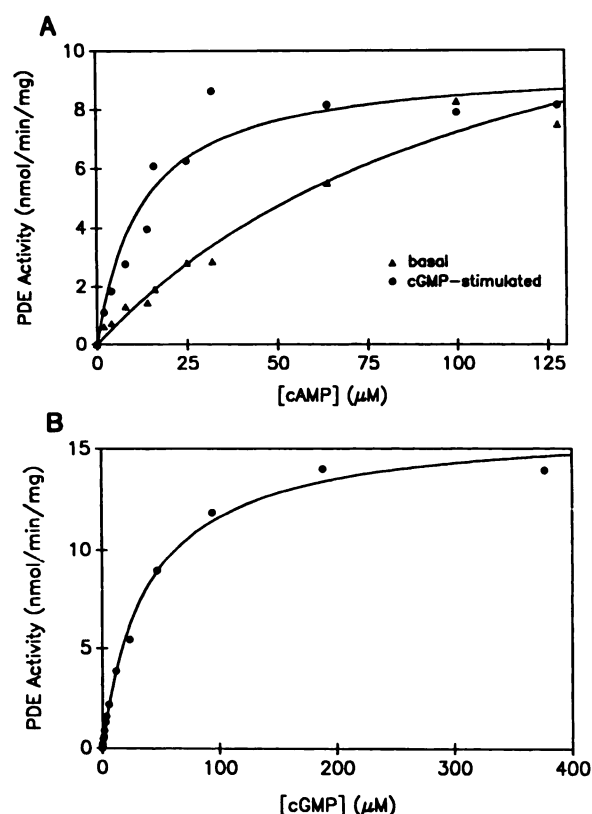 A
PDE Activity (nmol/min/mg)
10
8
6
4
2
0
▲ basal
● cGMP-stimulated
0 25 50 75 100 125
[cAMP] (μM)
B
PDE Activity (nmol/min/mg)
15
10
5
0
0 100 200 300 400
[cGMP] (μM)